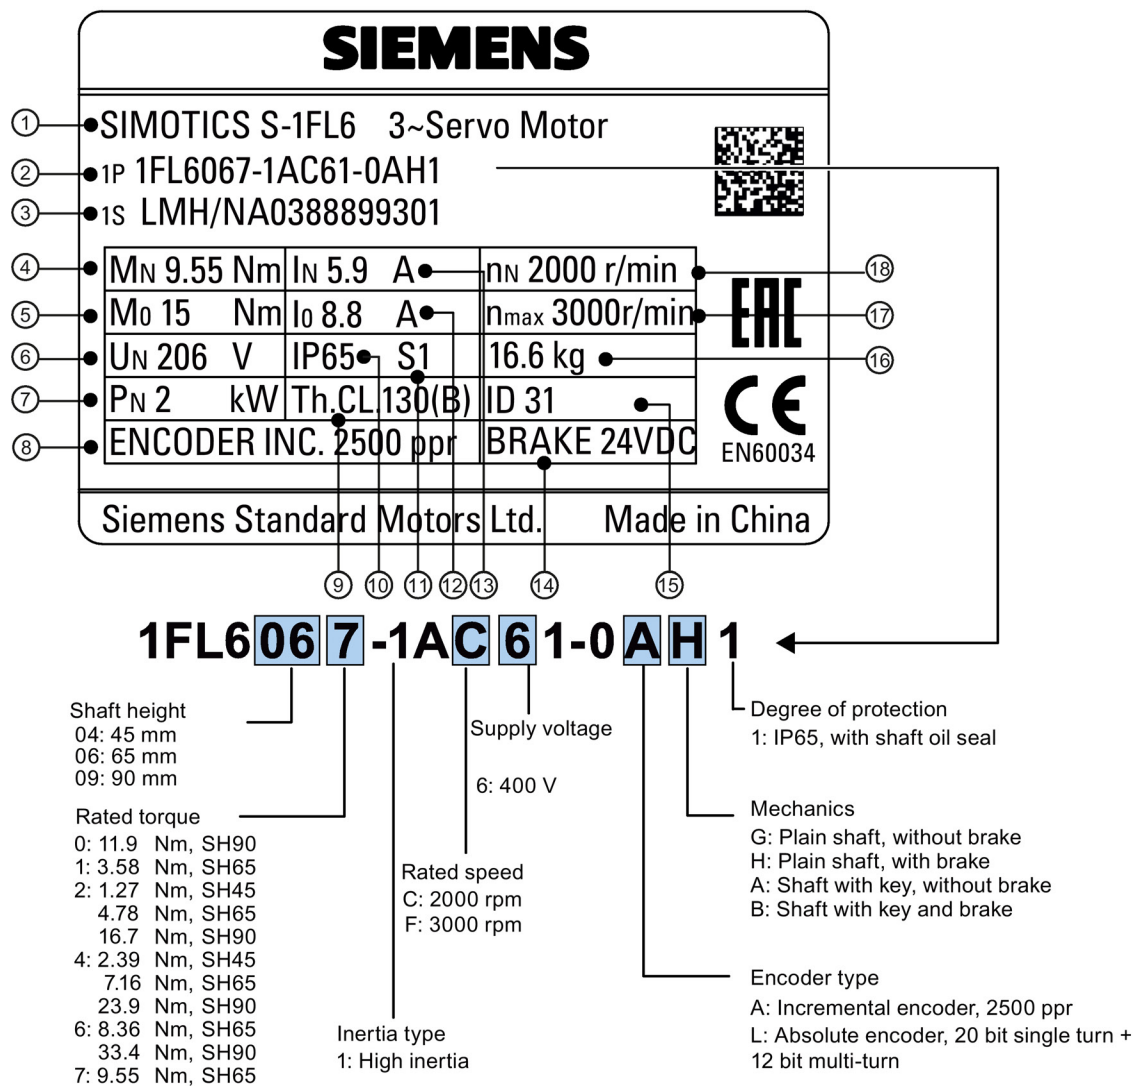 SIEMENS
① SIMOTICS S-1FL6 3~Servo Motor
② 1P 1FL6067-1AC61-0AH1
③ 1S LMH/NA0388899301
④ MN 9.55 Nm IN 5.9 A nN 2000 r/min ⑱
⑤ M0 15 Nm I0 8.8 A nmax 3000r/min ⑰
EAC
⑥ UN 206 V IP65 S1 16.6 kg ⑯
⑦ PN 2 kW Th.CL.130(B) ID 31
CE
⑧ ENCODER INC. 2500 ppr BRAKE 24VDC
EN60034
Siemens Standard Motors Ltd. Made in China
⑨ ⑩ ⑪ ⑫ ⑬ ⑭ ⑮
1FL6067-1AC61-0AH1
Shaft height
04: 45 mm
06: 65 mm
09: 90 mm
Rated torque
0: 11.9 Nm, SH90
1: 3.58 Nm, SH65
2: 1.27 Nm, SH45
4.78 Nm, SH65
16.7 Nm, SH90
4: 2.39 Nm, SH45
7.16 Nm, SH65
23.9 Nm, SH90
6: 8.36 Nm, SH65
33.4 Nm, SH90
7: 9.55 Nm, SH65
Inertia type
1: High inertia
Rated speed
C: 2000 rpm
F: 3000 rpm
Supply voltage
6: 400 V
Degree of protection
1: IP65, with shaft oil seal
Mechanics
G: Plain shaft, without brake
H: Plain shaft, with brake
A: Shaft with key, without brake
B: Shaft with key and brake
Encoder type
A: Incremental encoder, 2500 ppr
L: Absolute encoder, 20 bit single turn +
12 bit multi-turn